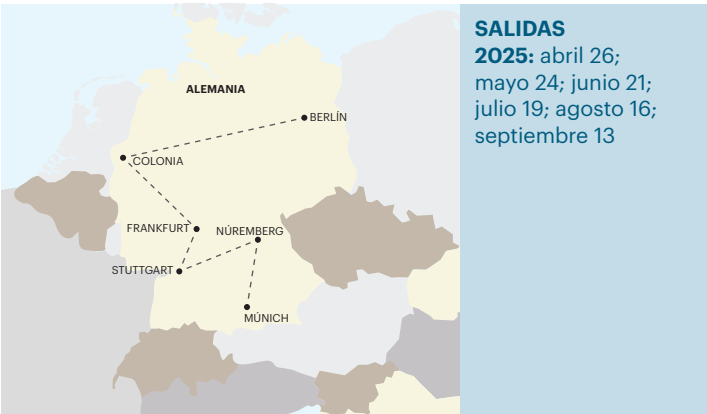 ALEMANIA
BERLÍN
COLONIA
FRANKFURT
NÚREMBERG
STUTTGART
MÚNICH
SALIDAS
2025: abril 26;
mayo 24; junio 21;
julio 19; agosto 16;
septiembre 13